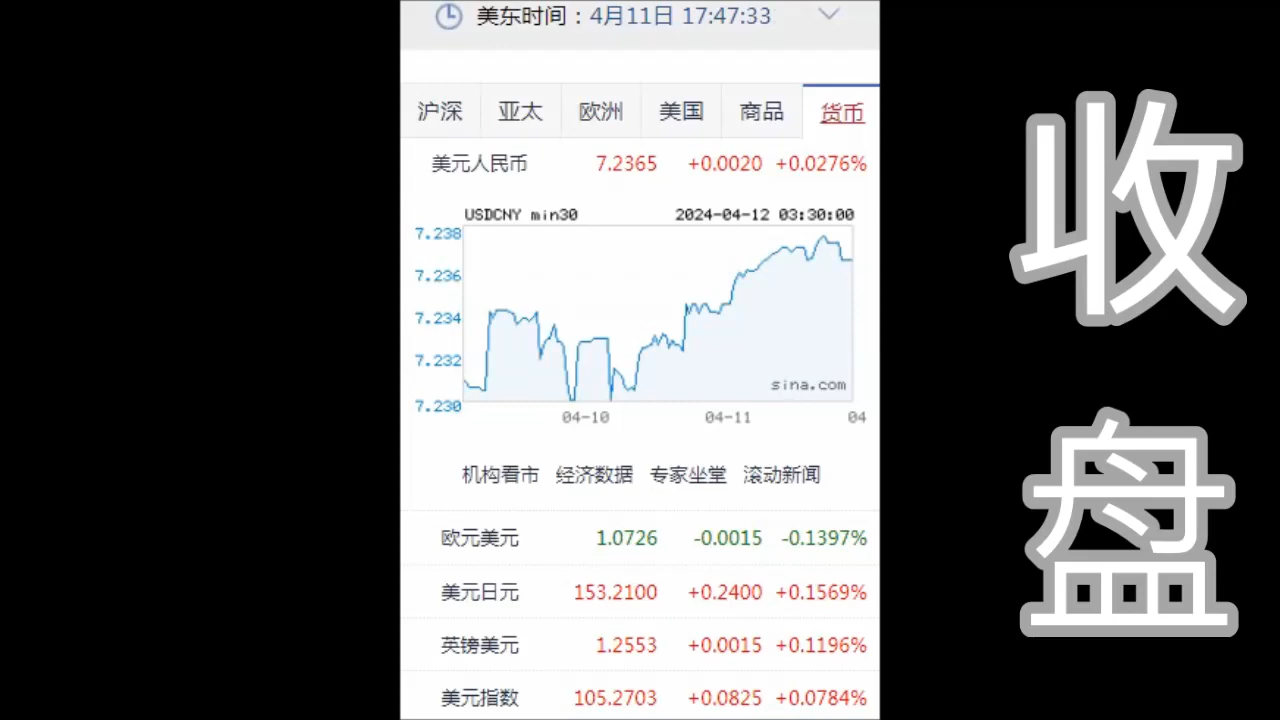 美东时间：4月11日 17:47:33
沪深 亚太 欧洲 美国 商品 货币
美元人民币 7.2365 +0.0020 +0.0276%
USDCNY min30 2024-04-12 03:30:00
7.238
7.236
7.234
7.232
7.230
sina.com
04-10 04-11 04
机构看市 经济数据 专家坐堂 滚动新闻
欧元美元 1.0726 -0.0015 -0.1397%
美元日元 153.2100 +0.2400 +0.1569%
英镑美元 1.2553 +0.0015 +0.1196%
美元指数 105.2703 +0.0825 +0.0784%
收
盘